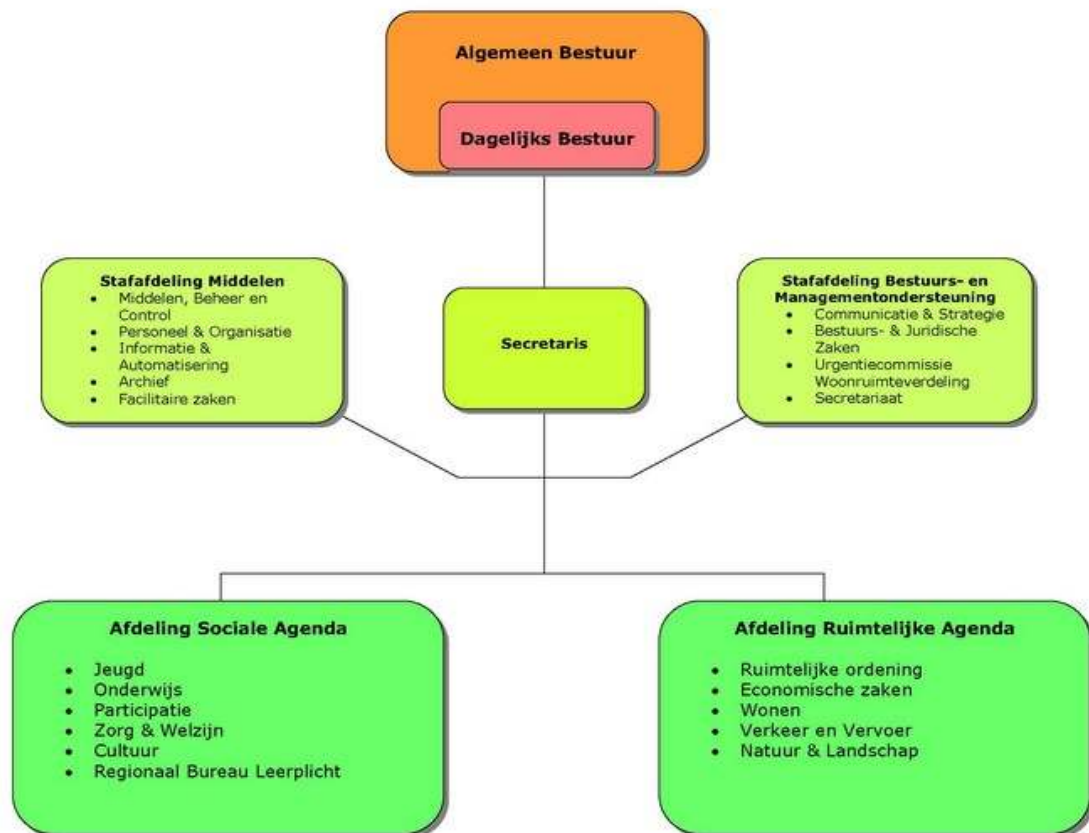 Algemeen Bestuur
Dagelijks Bestuur
Stafafdeling Middelen
• Middelen, Beheer en
Control
• Personeel & Organisatie
• Informatie &
Automatisering
• Archief
• Facilitaire zaken
Secretaris
Stafafdeling Bestuurs- en
Managementondersteuning
• Communicatie & Strategie
• Bestuurs- & Juridische
Zaken
• Urgentiecommissie
Woonruimteverdeling
• Secretariaat
Afdeling Sociale Agenda
• Jeugd
• Onderwijs
• Participatie
• Zorg & Welzijn
• Cultuur
• Regionaal Bureau Leerplicht
Afdeling Ruimtelijke Agenda
• Ruimtelijke ordening
• Economische zaken
• Wonen
• Verkeer en Vervoer
• Natuur & Landschap